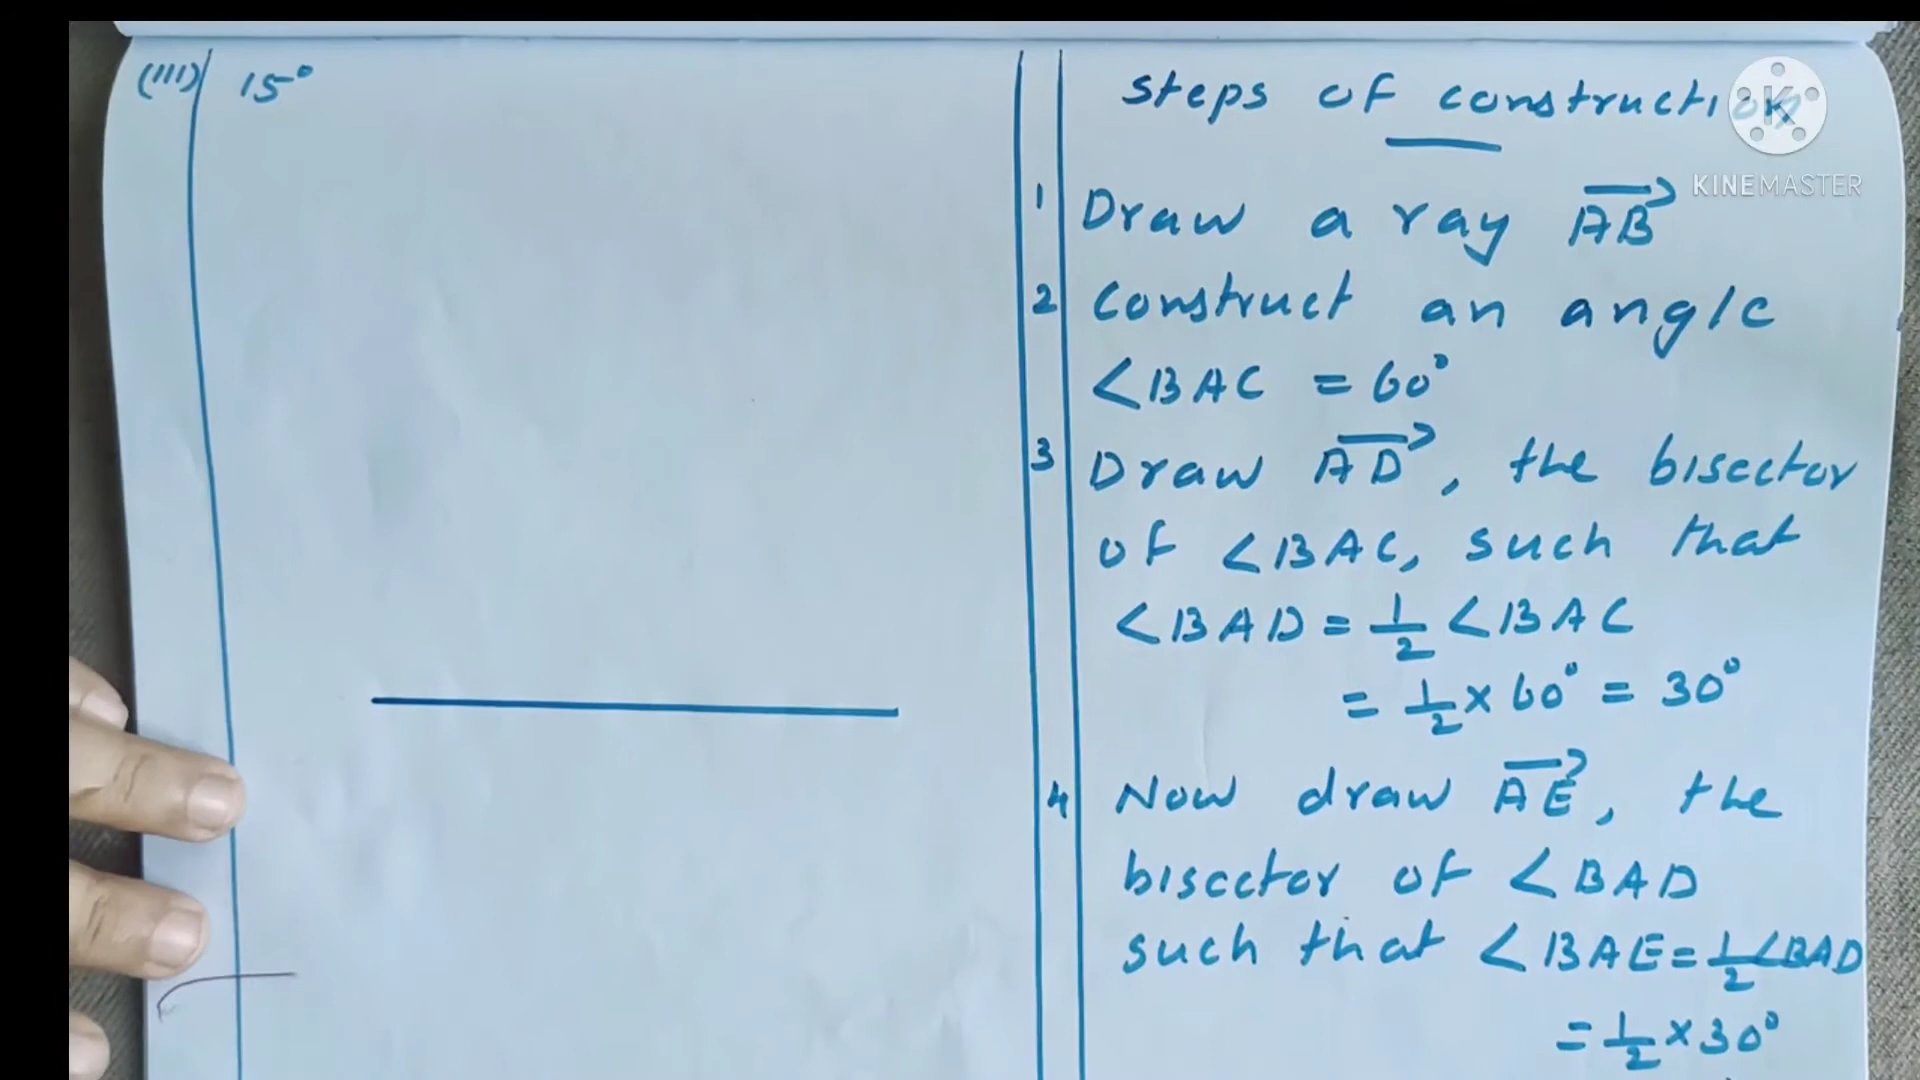 (III) 15°
steps of construction
KINEMASTER
1 Draw a ray AB
2 Construct an angle
∠BAC = 60°
3 Draw AD, the bisector
of ∠BAC, such that
∠BAD = 1/2 ∠BAC
= 1/2 × 60° = 30°
4 Now draw AE, the
bisector of ∠BAD
such that ∠BAE = 1/2 ∠BAD
= 1/2 × 30°